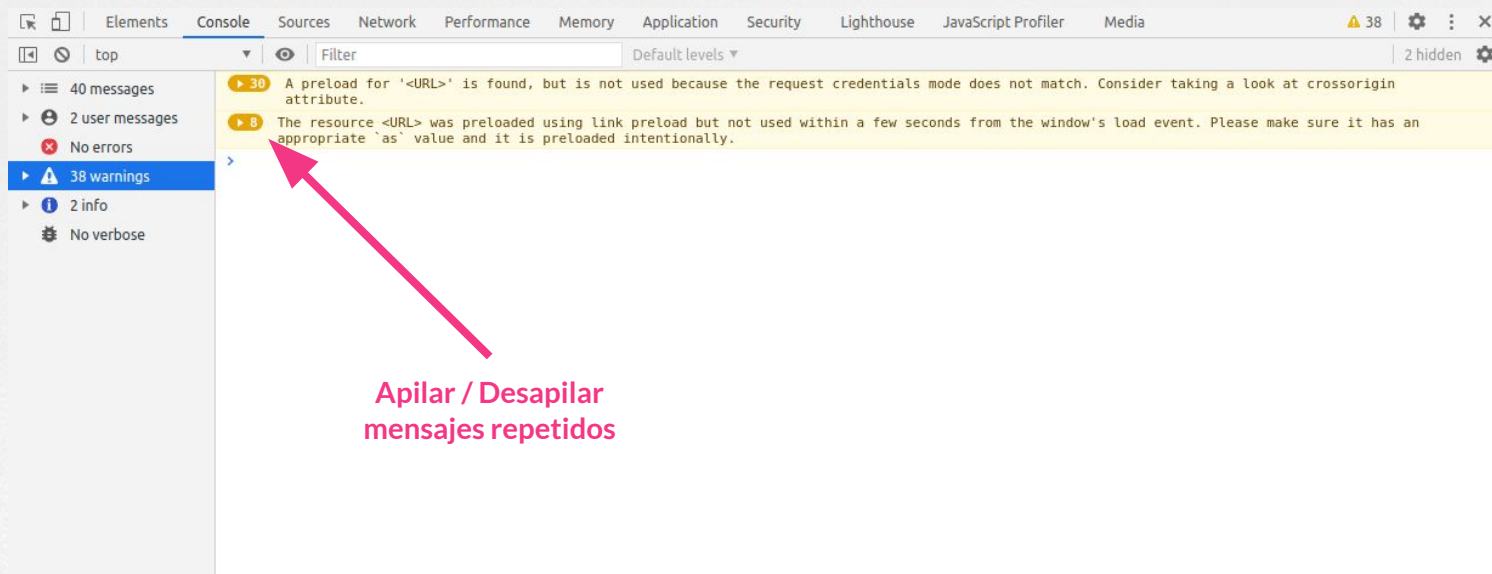 Elements Console Sources Network Performance Memory Application Security Lighthouse JavaScript Profiler Media 38
top Filter Default levels 2 hidden
40 messages
2 user messages
No errors
38 warnings
2 info
No verbose
30 A preload for '<URL>' is found, but is not used because the request credentials mode does not match. Consider taking a look at crossorigin
attribute.
8 The resource <URL> was preloaded using link preload but not used within a few seconds from the window's load event. Please make sure it has an
appropriate `as` value and it is preloaded intentionally.
Apilar / Desapilar
mensajes repetidos